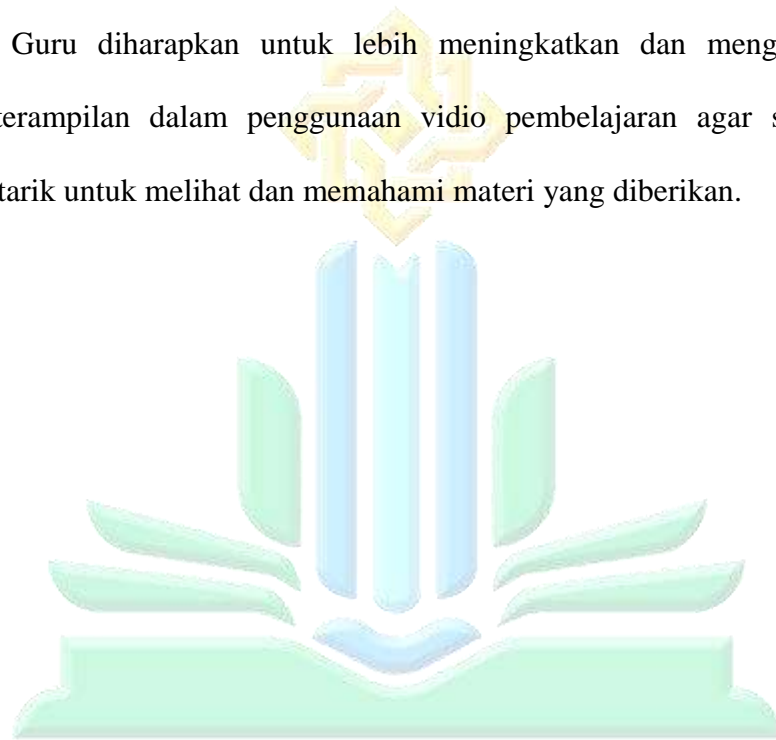 Guru diharapkan untuk lebih meningkatkan dan meng
terampilan dalam penggunaan vidio pembelajaran agar s
tarik untuk melihat dan memahami materi yang diberikan.